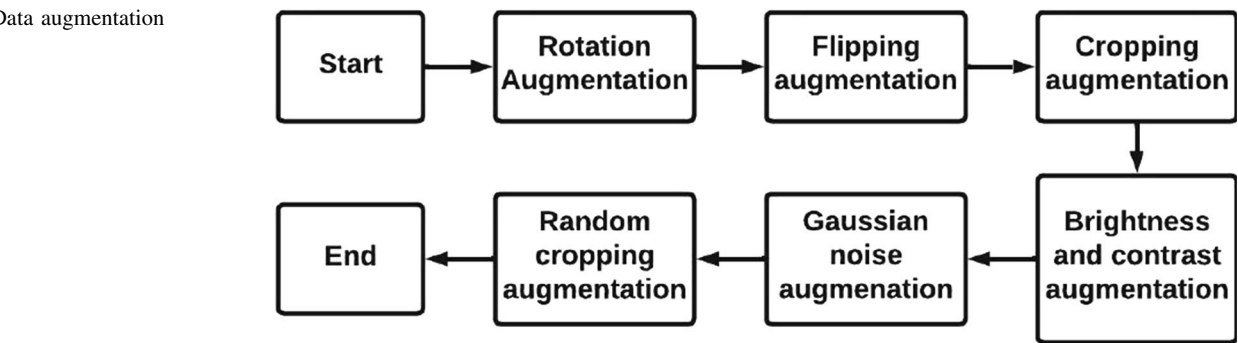 Data augmentation
Start
Rotation
Augmentation
Flipping
augmentation
Cropping
augmentation
Brightness
and contrast
augmentation
Gaussian
noise
augmenation
Random
cropping
augmentation
End